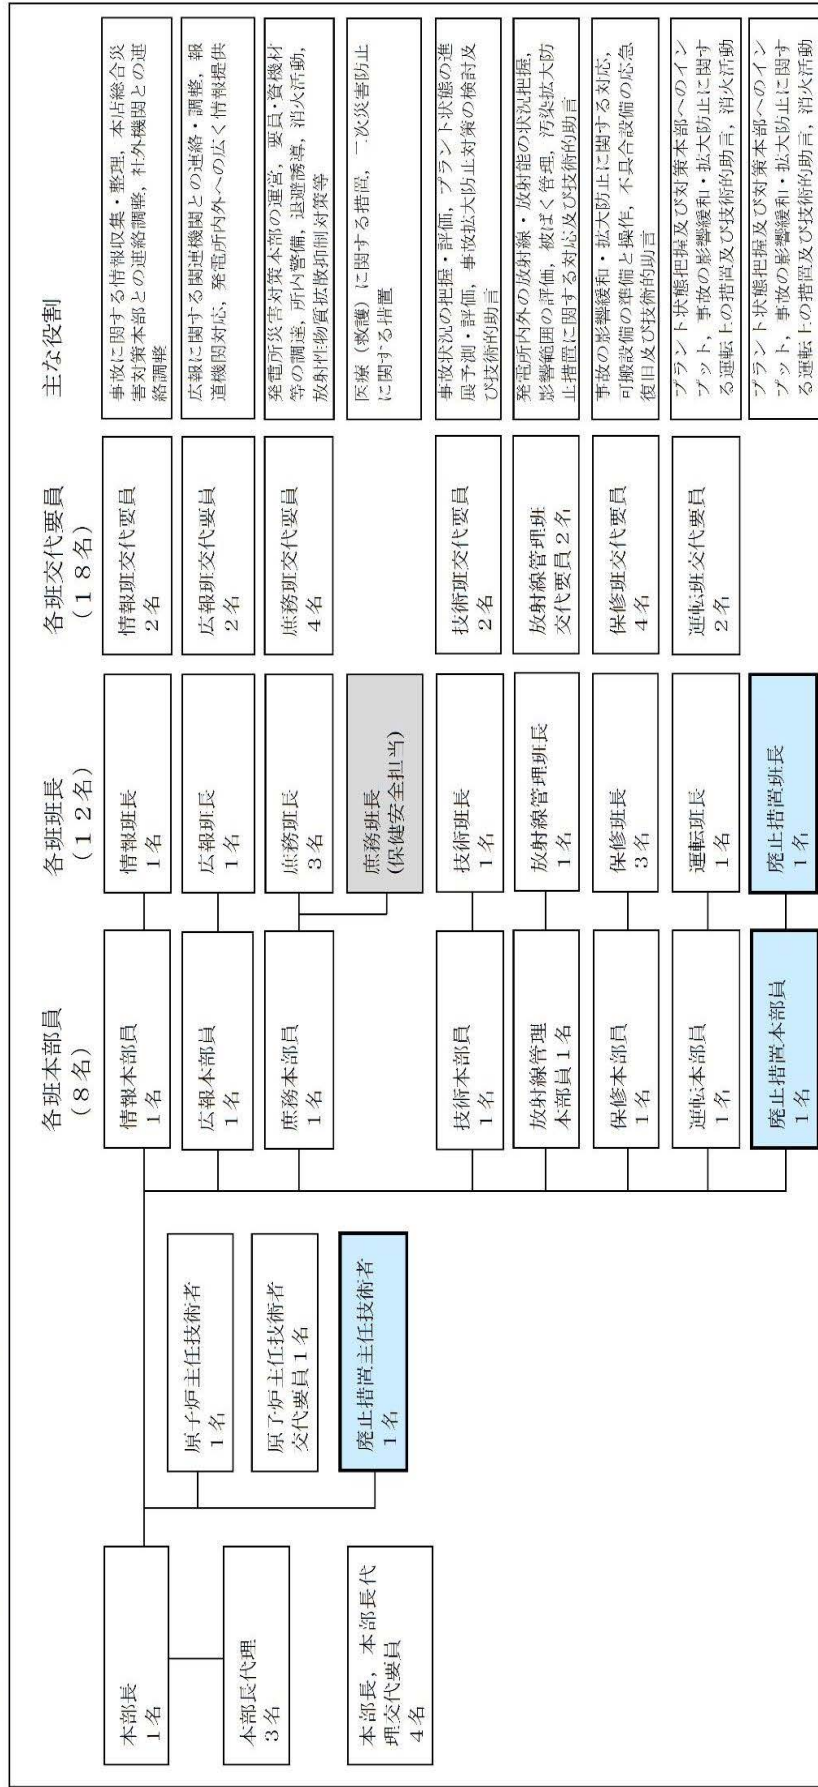 各班本部員
(8名)
各班班長
(12名)
各班交代要員
(18名)
主な役割
本部長
1名
本部長代理
3名
本部長，本部長代
理交代要員
4名
原子炉主任技術者
1名
原子炉主任技術者
交代要員1名
廃止措置主任技術者
1名
情報本部員
1名
情報班長
1名
情報班交代要員
2名
事故に関する情報収集・整理，本店総合災
害対策本部との連絡調整，社外機関との連
絡調整
広報本部員
1名
広報班長
1名
広報班交代要員
2名
広報に関する関連機関との連絡・調整，報
道機関対応，発電所内外への広く情報提供
庶務本部員
1名
庶務班長
3名
庶務班交代要員
4名
発電所災害対策本部の運営，要員・資機材
等の調達，所内警備，退避誘導，消火活動，
放射性物質拡散抑制対策等
庶務班長
(保健安全担当)
医療（救護）に関する措置，二次災害防止
に関する措置
技術本部員
1名
技術班長
1名
技術班交代要員
2名
事故状況の把握・評価，プラント状態の進
展予測・評価，事故拡大防止対策の検討及
び技術的助言
放射線管理
本部員1名
放射線管理班長
1名
放射線管理班
交代要員2名
発電所内外の放射線・放射能の状況把握，
影響範囲の評価，被ばく管理，汚染拡大防
止措置に関する対応及び技術的助言
保修本部員
1名
保修班長
3名
保修班交代要員
4名
事故の影響緩和・拡大防止に関する対応，
可搬設備の準備と操作，不具合設備の応急
復旧及び技術的助言
運転本部員
1名
運転班長
1名
運転班交代要員
2名
プラント状態把握及び対策本部へのイン
プット，事故の影響緩和・拡大防止に関す
る運転上の措置及び技術的助言，消火活動
廃止措置本部員
1名
廃止措置班長
1名
プラント状態把握及び対策本部へのイン
プット，事故の影響緩和・拡大防止に関す
る運転上の措置及び技術的助言，消火活動